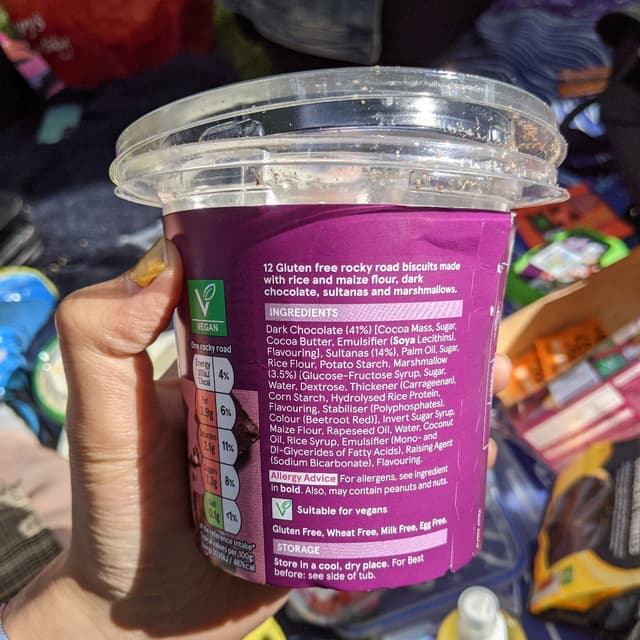 12 Gluten free rocky road biscuits made
with rice and maize flour, dark
chocolate, sultanas and marshmallows.
INGREDIENTS
Dark Chocolate (41%) [Cocoa Mass, Sugar,
Cocoa Butter, Emulsifier (Soya Lecithins),
Flavouring], Sultanas (14%), Palm Oil, Sugar,
Rice Flour, Potato Starch, Marshmallow
(3.5%) (Glucose-Fructose Syrup, Sugar,
Water, Dextrose, Thickener (Carrageenan),
Corn Starch, Hydrolysed Rice Protein,
Flavouring, Stabiliser (Polyphosphates),
Colour (Beetroot Red)], Invert Sugar Syrup,
Maize Flour, Rapeseed Oil, Water, Coconut
Oil, Rice Syrup, Emulsifier (Mono- and
Di-Glycerides of Fatty Acids), Raising Agent
(Sodium Bicarbonate), Flavouring.
Allergy Advice For allergens, see ingredient
in bold. Also, may contain peanuts and nuts.
V Suitable for vegans
Gluten Free, Wheat Free, Milk Free, Egg Free.
STORAGE
Store in a cool, dry place. For Best
before: see side of tub.
V
VEGAN
One rocky road
Energy
4%
6%
11%
8%
<1%